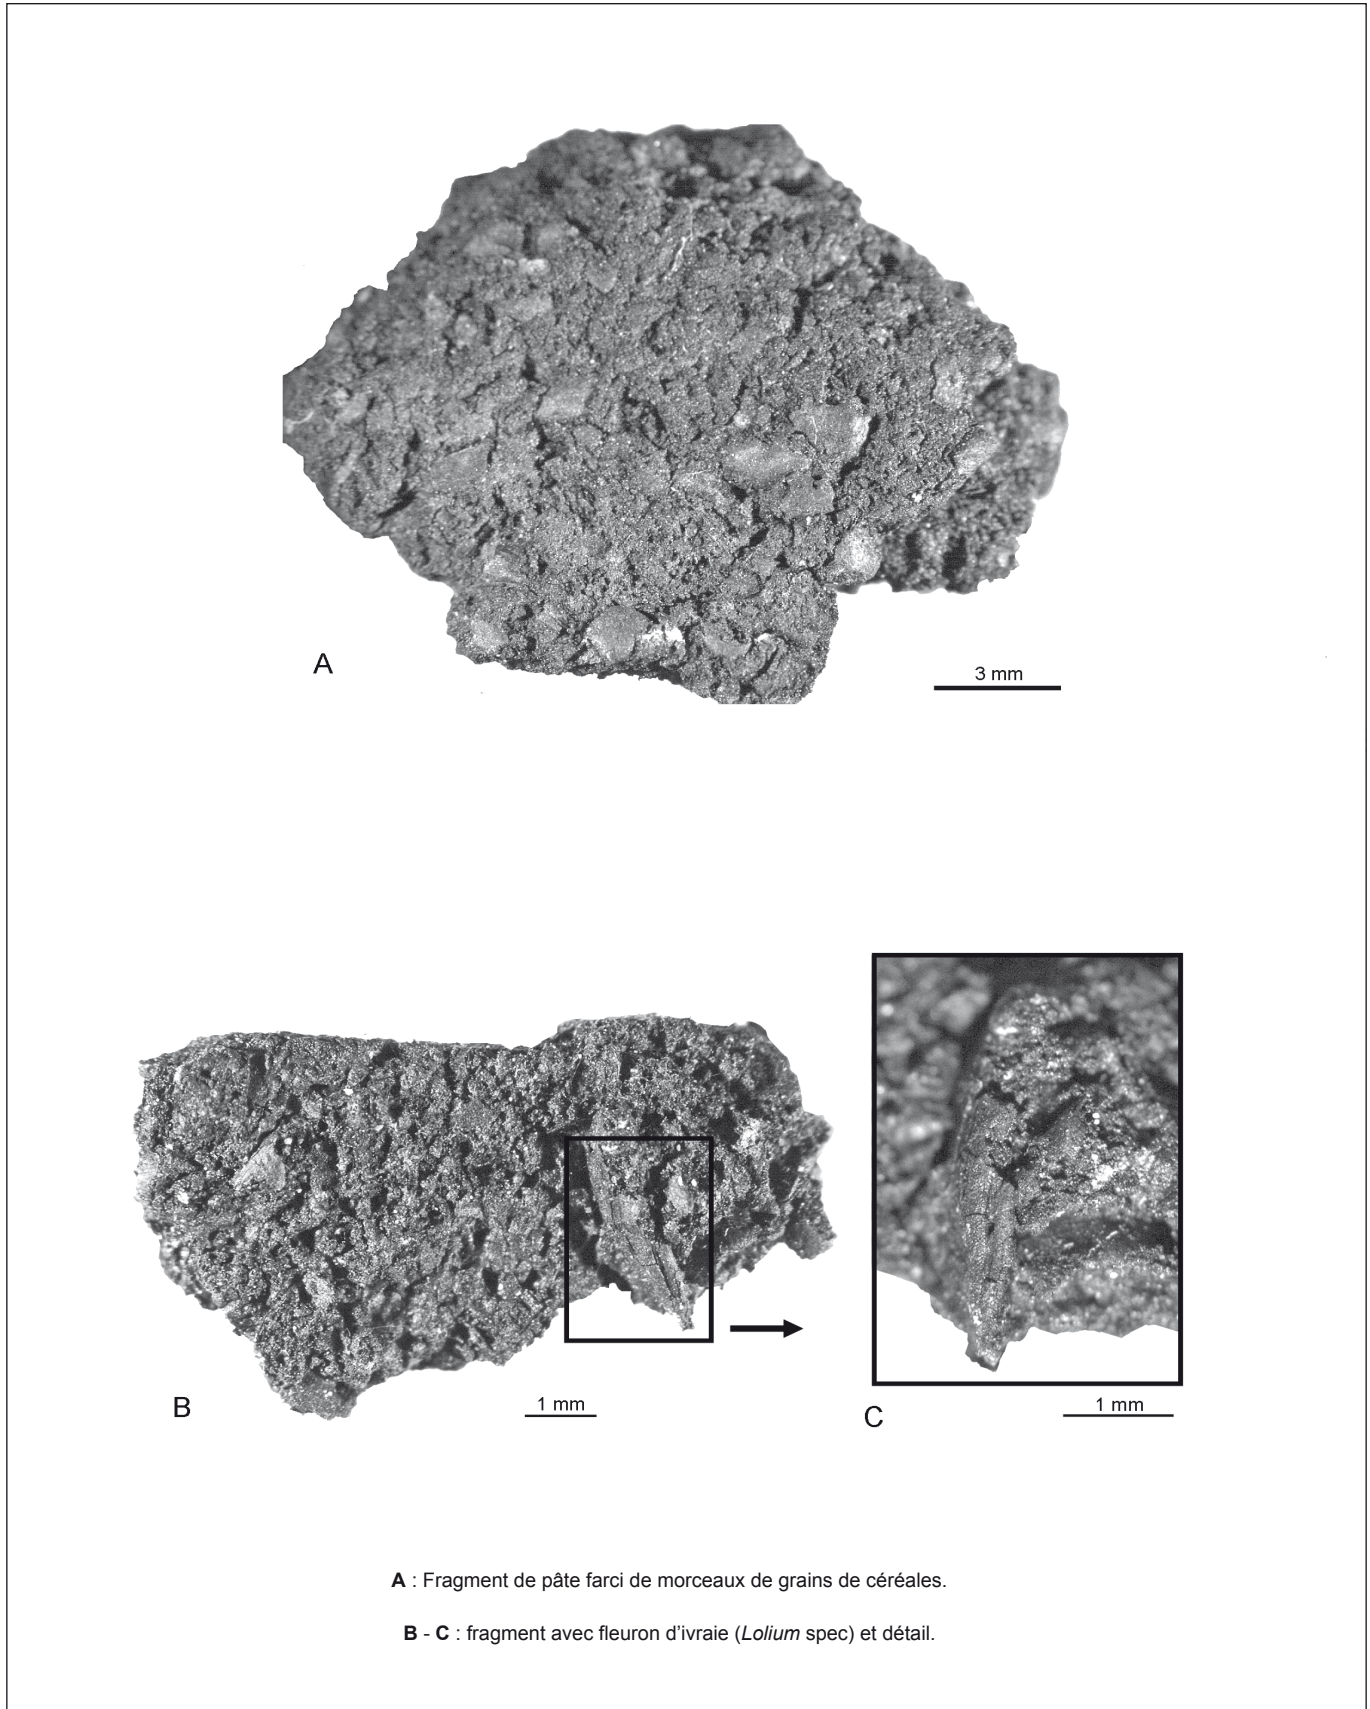 A
3 mm
B
1 mm
C
1 mm
A : Fragment de pâte farci de morceaux de grains de céréales.
B - C : fragment avec fleuron d'ivraie (Lolium spec) et détail.